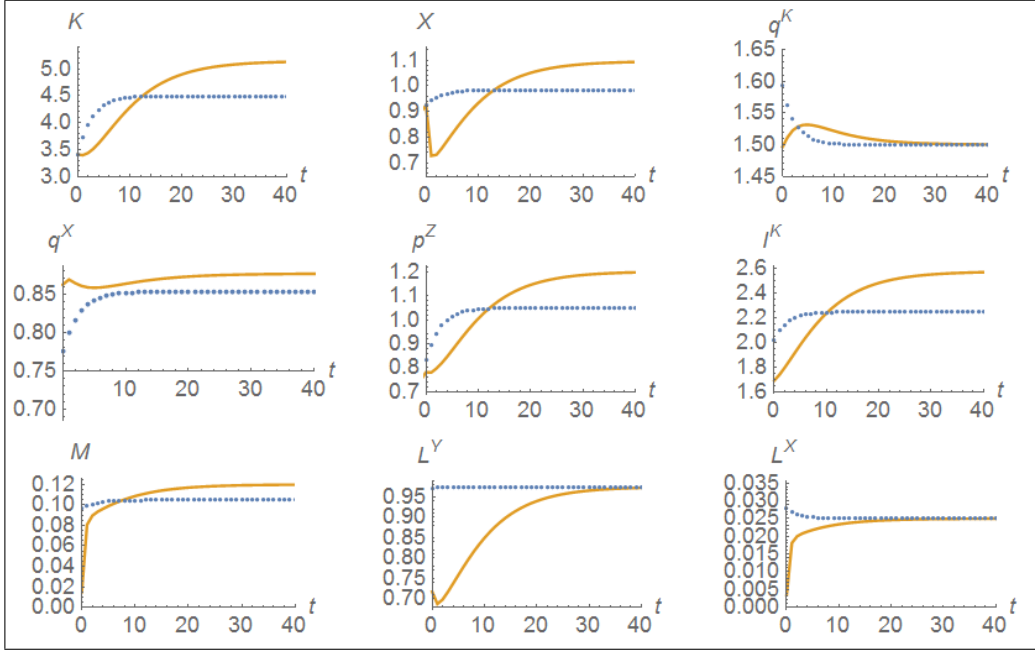 K
5.0
4.5
4.0
3.5
3.0
0 10 20 30 40 t
X
1.1
1.0
0.9
0.8
0.7
0 10 20 30 40 t
q^K
1.65
1.60
1.55
1.50
1.45
0 10 20 30 40 t
q^X
0.85
0.80
0.75
0.70
10 20 30 40 t
p^Z
1.2
1.1
1.0
0.9
0.8
0.7
0 10 20 30 40 t
I^K
2.6
2.4
2.2
2.0
1.8
1.6
0 10 20 30 40 t
M
0.12
0.10
0.08
0.06
0.04
0.02
0.00
0 10 20 30 40 t
L^Y
0.95
0.90
0.85
0.80
0.75
0.70
0 10 20 30 40 t
L^X
0.035
0.030
0.025
0.020
0.015
0.010
0.005
0.000
0 10 20 30 40 t